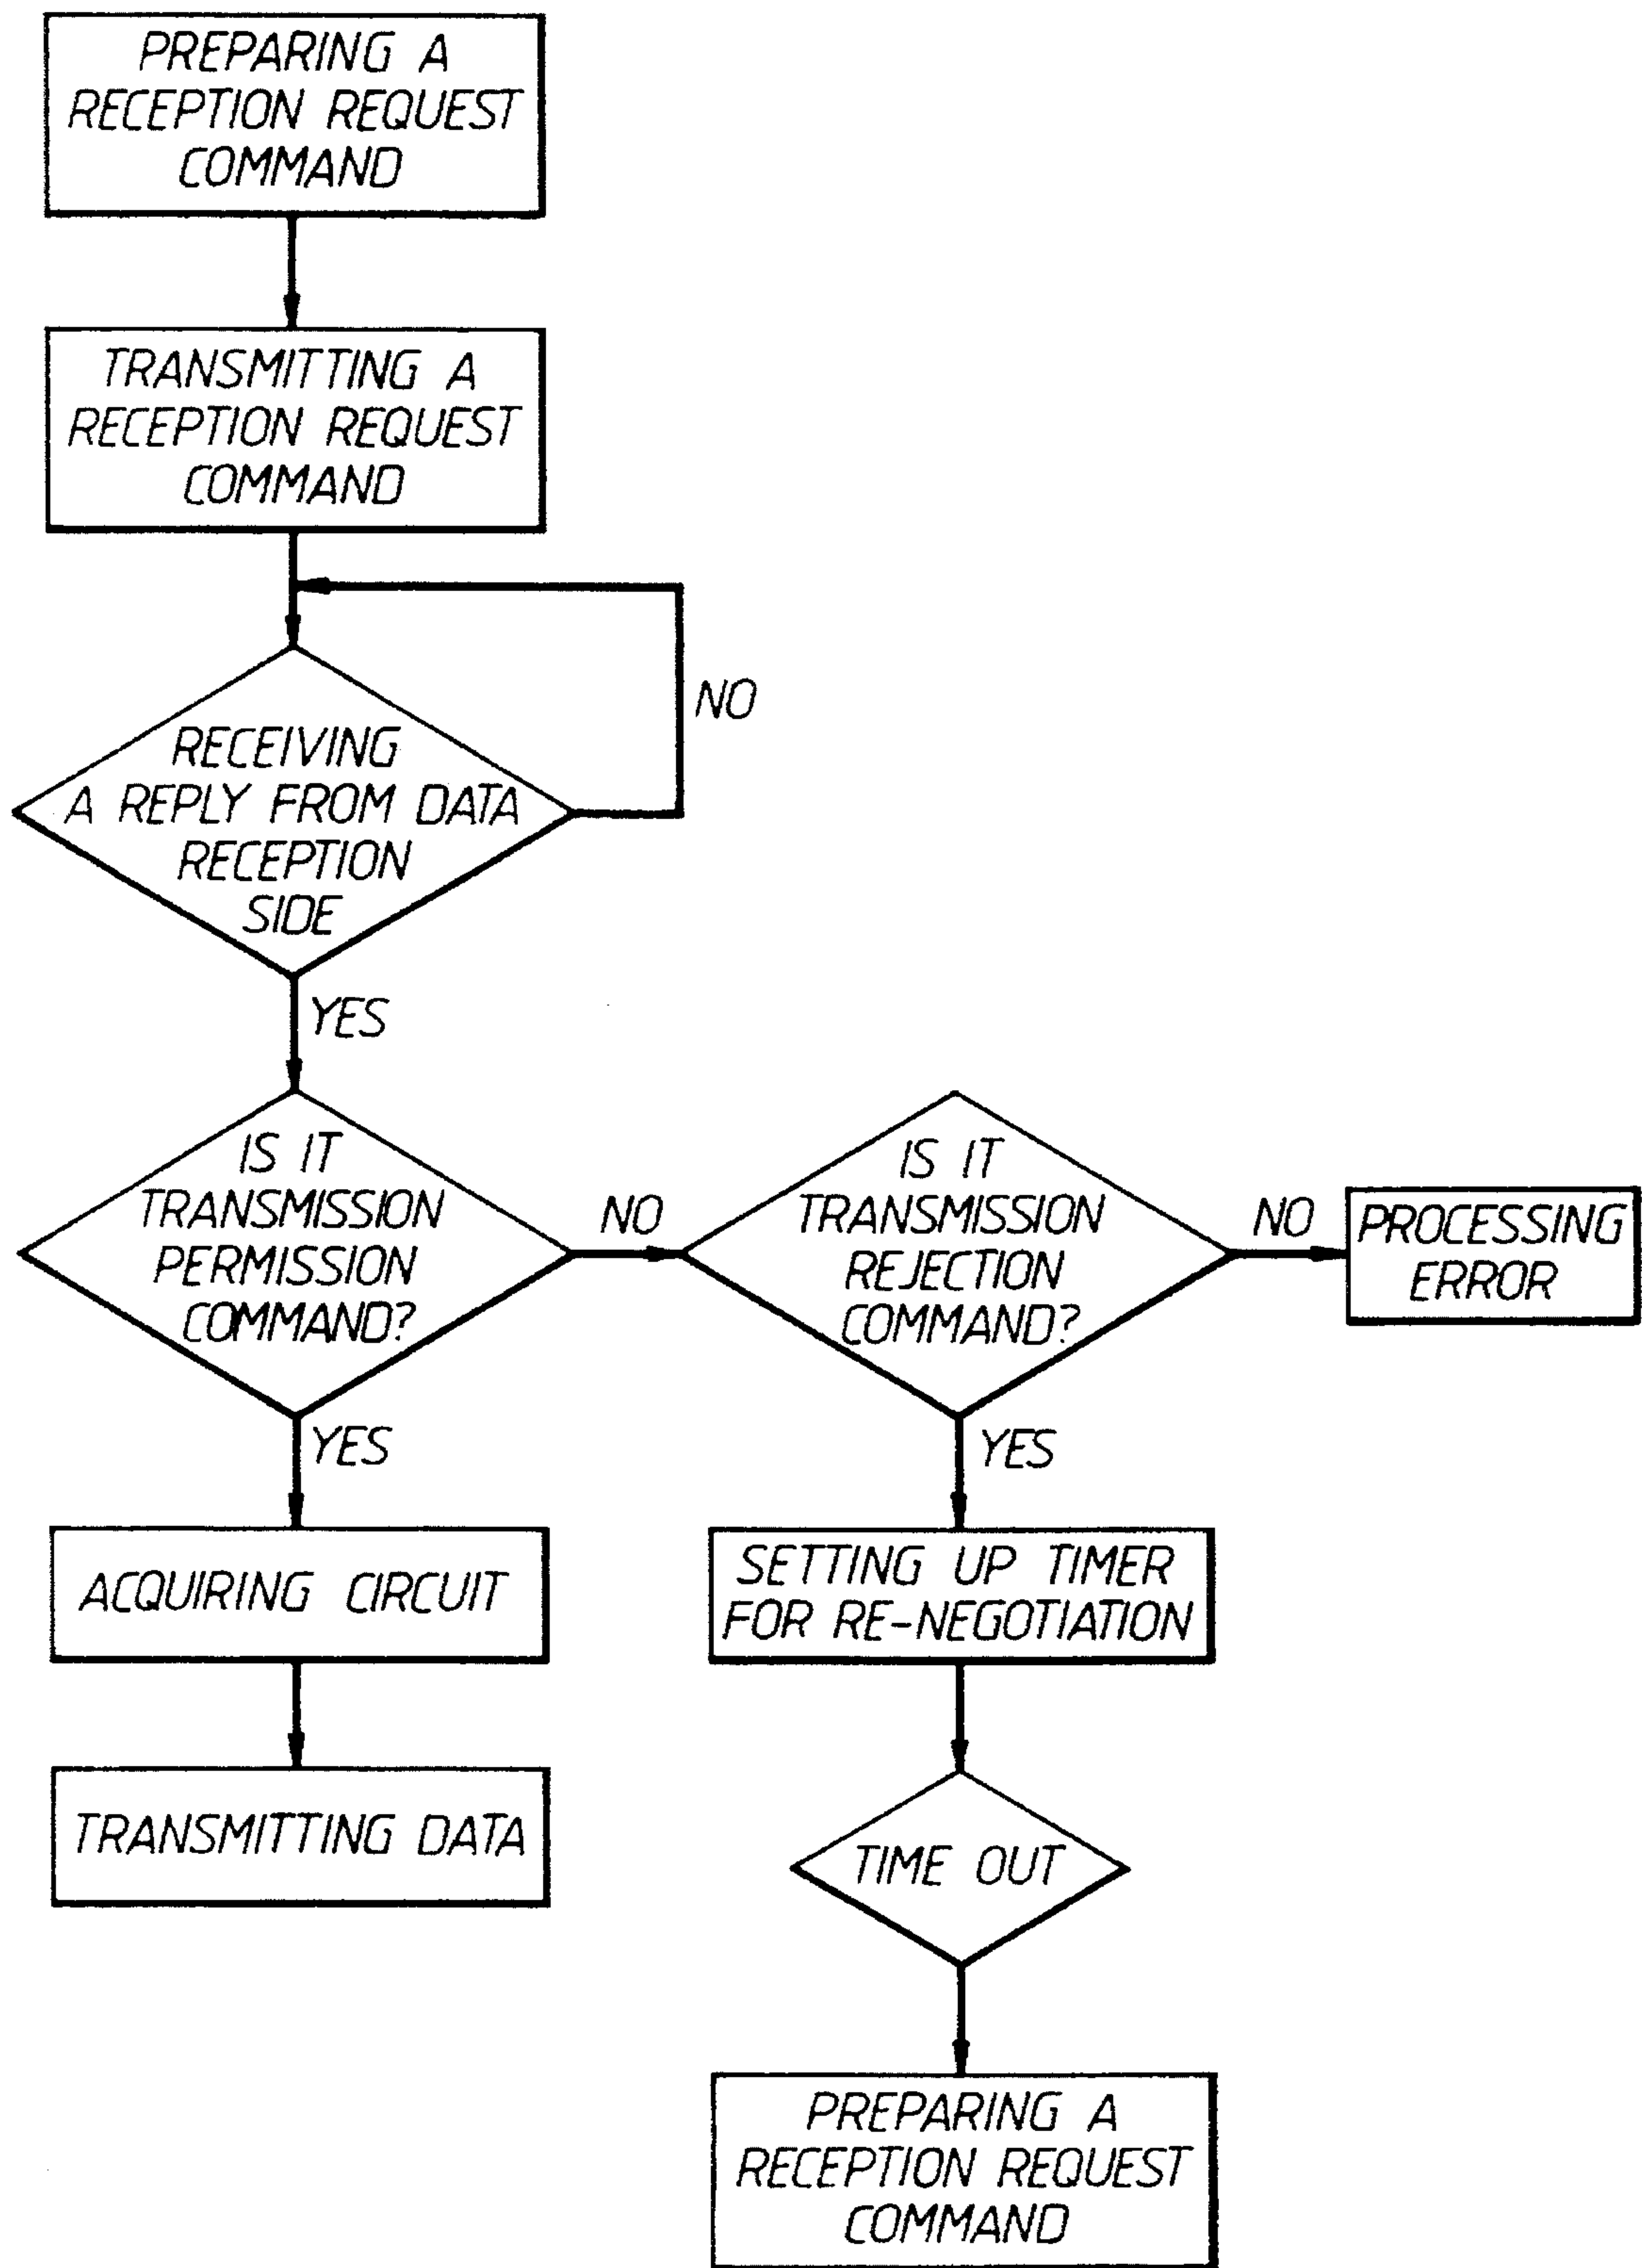 PREPARING A
RECEPTION REQUEST
COMMAND
TRANSMITTING A
RECEPTION REQUEST
COMMAND
NO
RECEIVING
A REPLY FROM DATA
RECEPTION
SIDE
YES
IS IT
TRANSMISSION
PERMISSION
COMMAND?
NO
IS IT
TRANSMISSION
REJECTION
COMMAND?
NO
PROCESSING
ERROR
YES
ACQUIRING CIRCUIT
TRANSMITTING DATA
YES
SETTING UP TIMER
FOR RE-NEGOTIATION
TIME OUT
PREPARING A
RECEPTION REQUEST
COMMAND